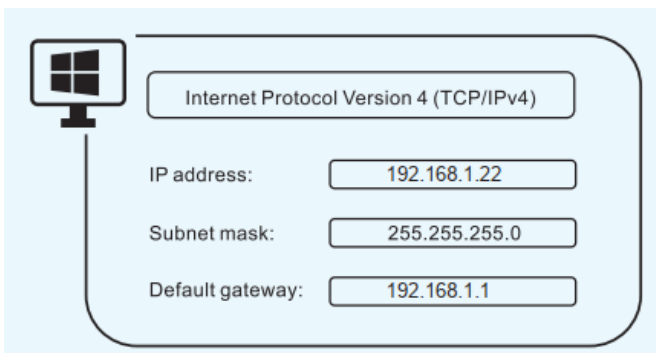 Internet Protocol Version 4 (TCP/IPv4)
IP address: 192.168.1.22
Subnet mask: 255.255.255.0
Default gateway: 192.168.1.1